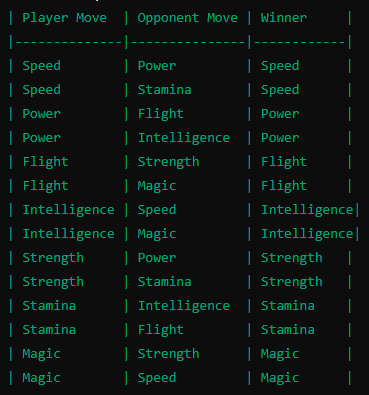 | Player Move  | Opponent Move | Winner     |
|--------------|---------------|------------|
| Speed        | Power         | Speed      |
| Speed        | Stamina       | Speed      |
| Power        | Flight        | Power      |
| Power        | Intelligence  | Power      |
| Flight       | Strength      | Flight     |
| Flight       | Magic         | Flight     |
| Intelligence | Speed         | Intelligence|
| Intelligence | Magic         | Intelligence|
| Strength     | Power         | Strength   |
| Strength     | Stamina       | Strength   |
| Stamina      | Intelligence  | Stamina    |
| Stamina      | Flight        | Stamina    |
| Magic        | Strength      | Magic      |
| Magic        | Speed         | Magic      |